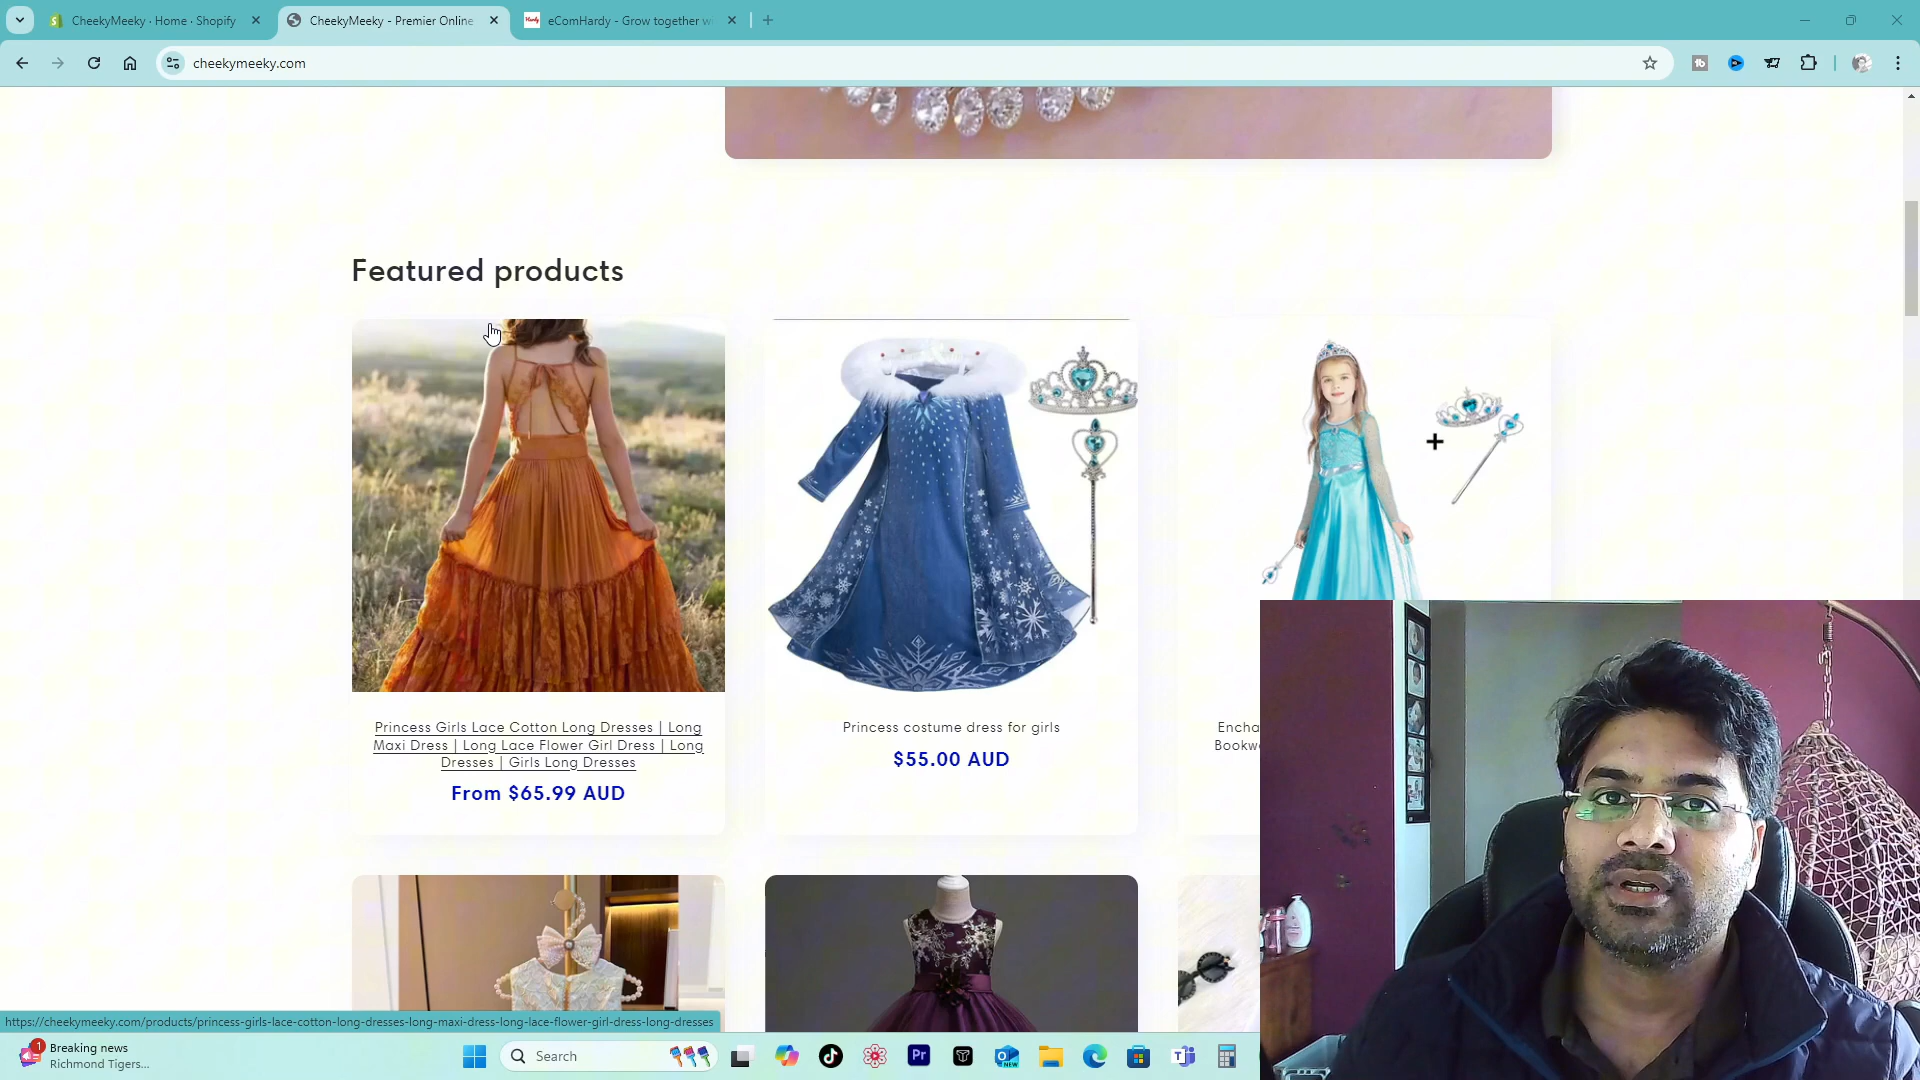 CheekyMeeky · Home · Shopify
CheekyMeeky - Premier Online
eComHardy - Grow together w
cheekymeeky.com
Featured products
Princess Girls Lace Cotton Long Dresses | Long
Maxi Dress | Long Lace Flower Girl Dress | Long
Dresses | Girls Long Dresses
From $65.99 AUD
Princess costume dress for girls
$55.00 AUD
Encha
Bookw
https://cheekymeeky.com/products/princess-girls-lace-cotton-long-dresses-long-maxi-dress-long-lace-flower-girl-dress-long-dresses
1
Breaking news
Richmond Tigers...
Search
Pr